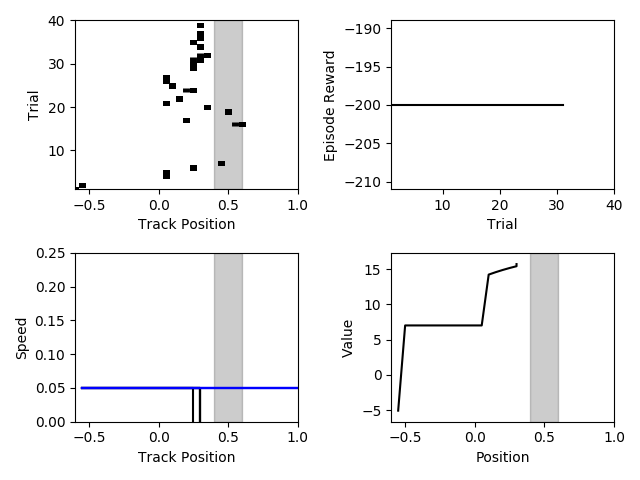 40
30
20
10
Trial
−0.5 0.0 0.5 1.0
Track Position
−190
−195
−200
−205
−210
Episode Reward
10 20 30 40
Trial
0.25
0.20
0.15
0.10
0.05
0.00
Speed
−0.5 0.0 0.5 1.0
Track Position
15
10
5
0
−5
Value
−0.5 0.0 0.5 1.0
Position